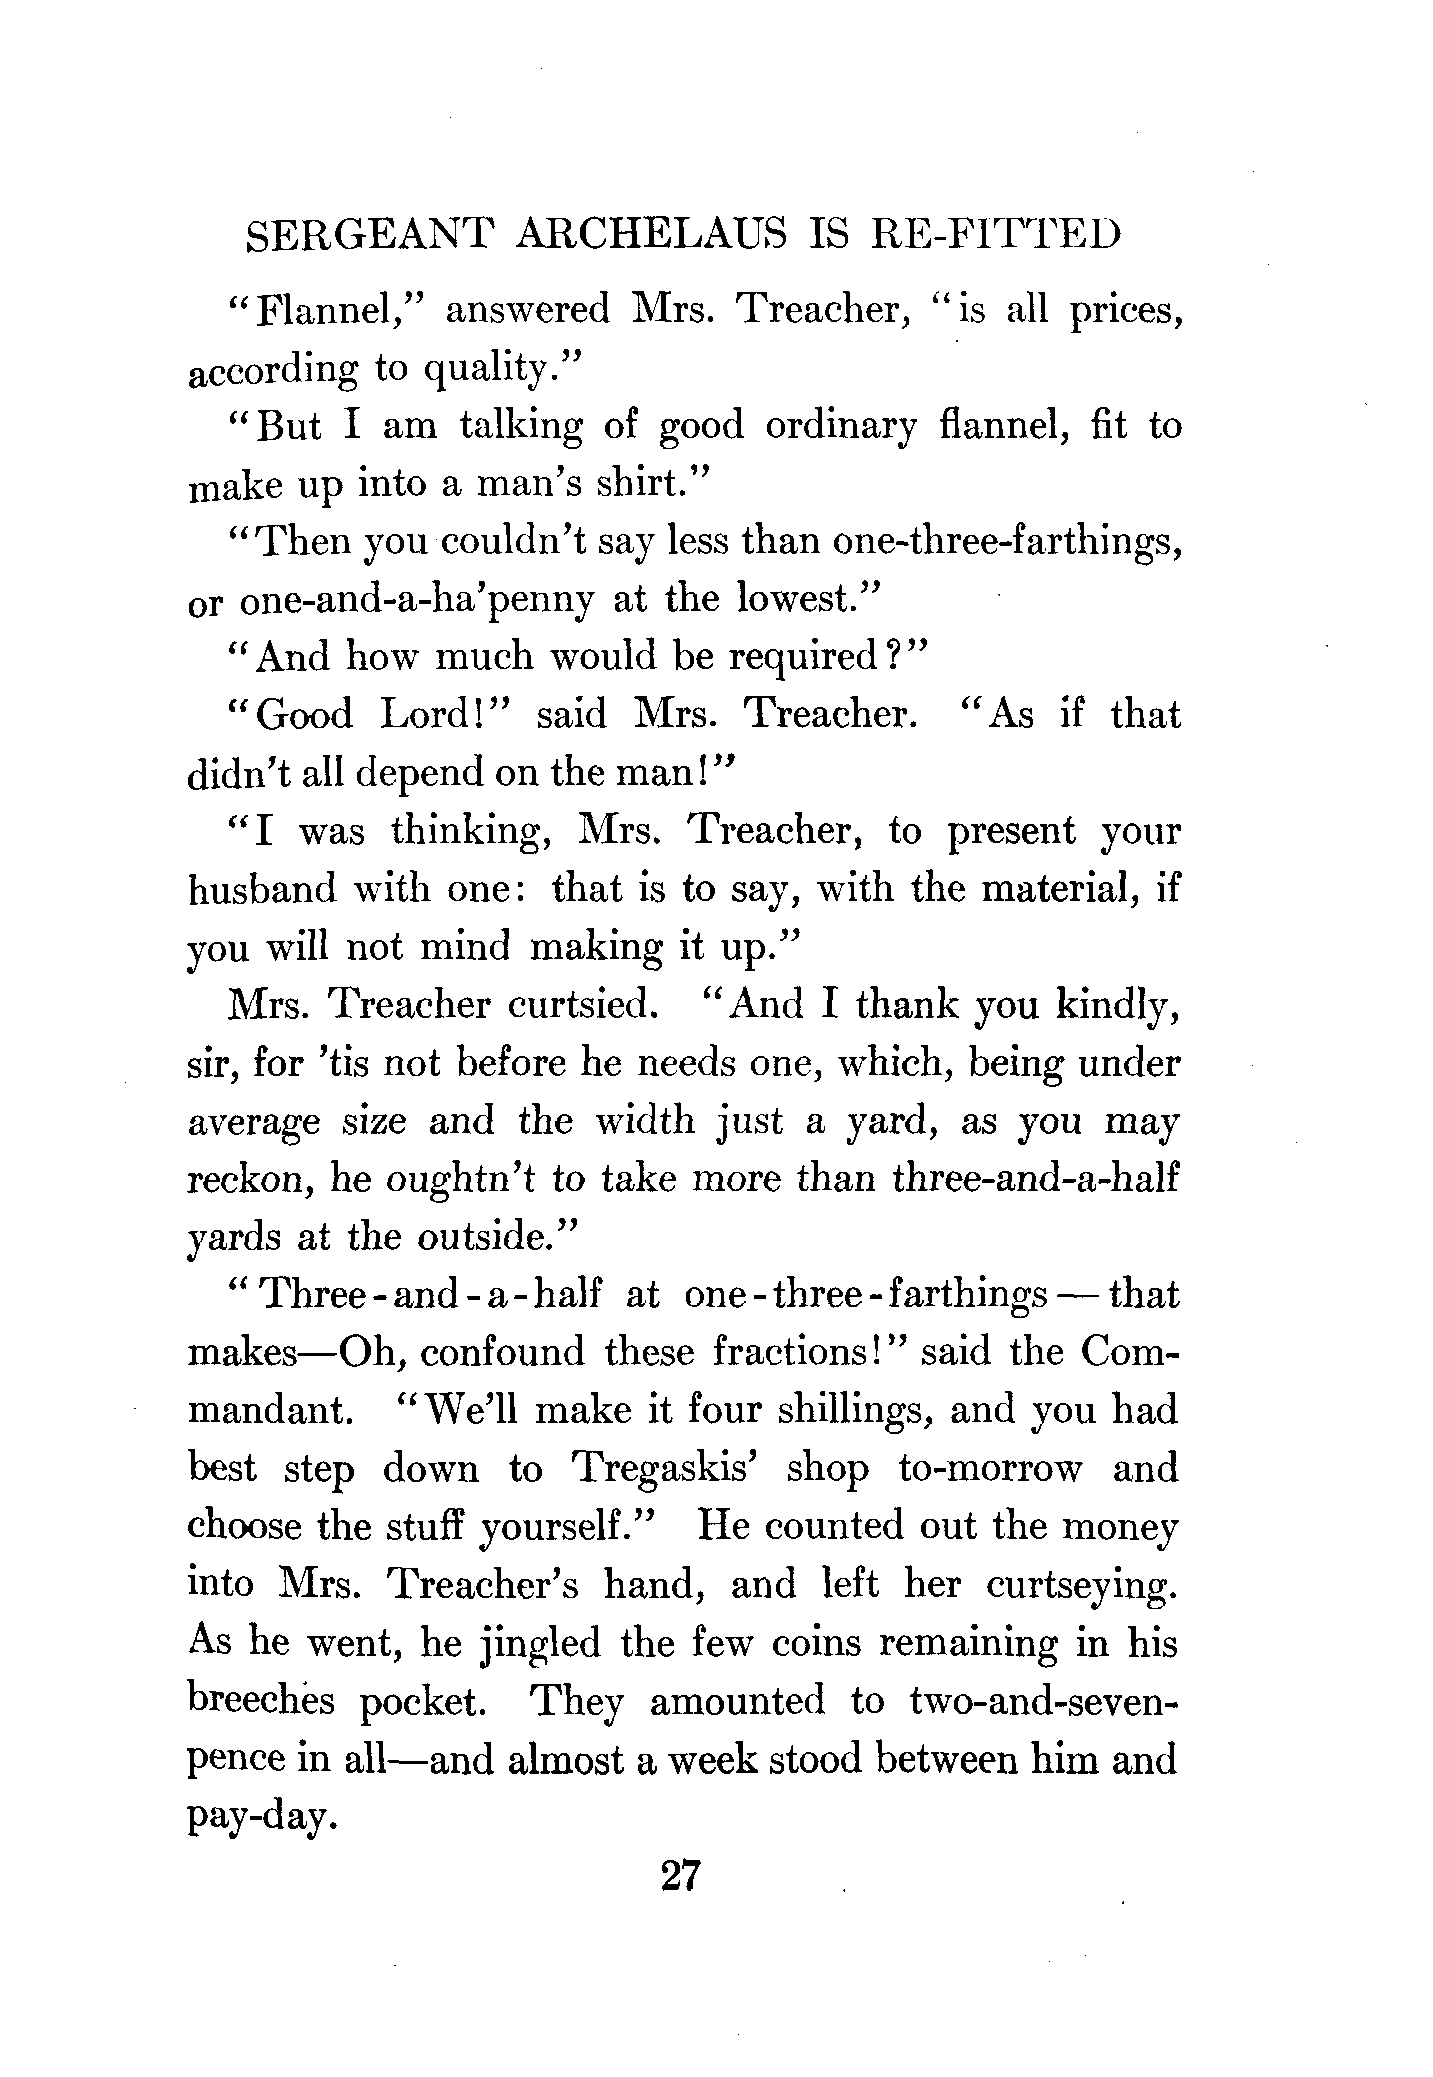 SERGEANT ARCHELAUS IS RE-FITTED
"Flannel," answered Mrs. Treacher, "is all prices,
according to quality."
"But I am talking of good ordinary flannel, fit to
make up into a man's shirt."
"Then you couldn't say less than one-three-farthings,
or one-and-a-ha'penny at the lowest."
"And how much would be required?"
"Good Lord!" said Mrs. Treacher. "As if that
didn't all depend on the man!"
"I was thinking, Mrs. Treacher, to present your
husband with one: that is to say, with the material, if
you will not mind making it up."
Mrs. Treacher curtsied. "And I thank you kindly,
sir, for 'tis not before he needs one, which, being under
average size and the width just a yard, as you may
reckon, he oughtn't to take more than three-and-a-half
yards at the outside."
"Three-and-a-half at one-three-farthings—that
makes—Oh, confound these fractions!" said the Com-
mandant. "We'll make it four shillings, and you had
best step down to Tregaskis' shop to-morrow and
choose the stuff yourself." He counted out the money
into Mrs. Treacher's hand, and left her curtseying.
As he went, he jingled the few coins remaining in his
breeches pocket. They amounted to two-and-seven-
pence in all—and almost a week stood between him and
pay-day.
27